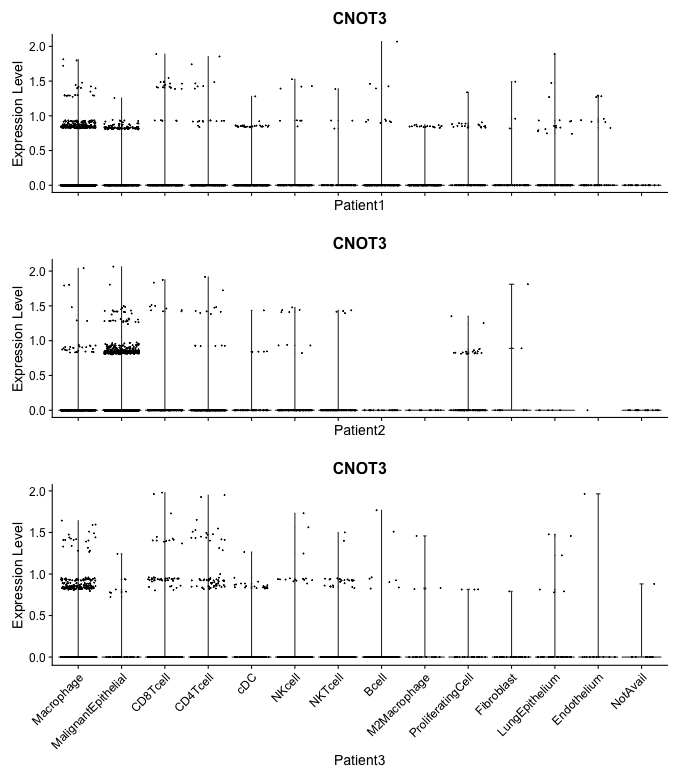 CNOT3
Expression Level
2.0
1.5
1.0
0.5
0.0
Patient1
CNOT3
Expression Level
2.0
1.5
1.0
0.5
0.0
Patient2
CNOT3
Expression Level
2.0
1.5
1.0
0.5
0.0
Macrophage
MalignantEpithelial
CD8Tcell
CD4Tcell
cDC
NKcell
NKTcell
Bcell
M2Macrophage
ProliferatingCell
Fibroblast
LungEpithelium
Endothelium
NotAvail
Patient3